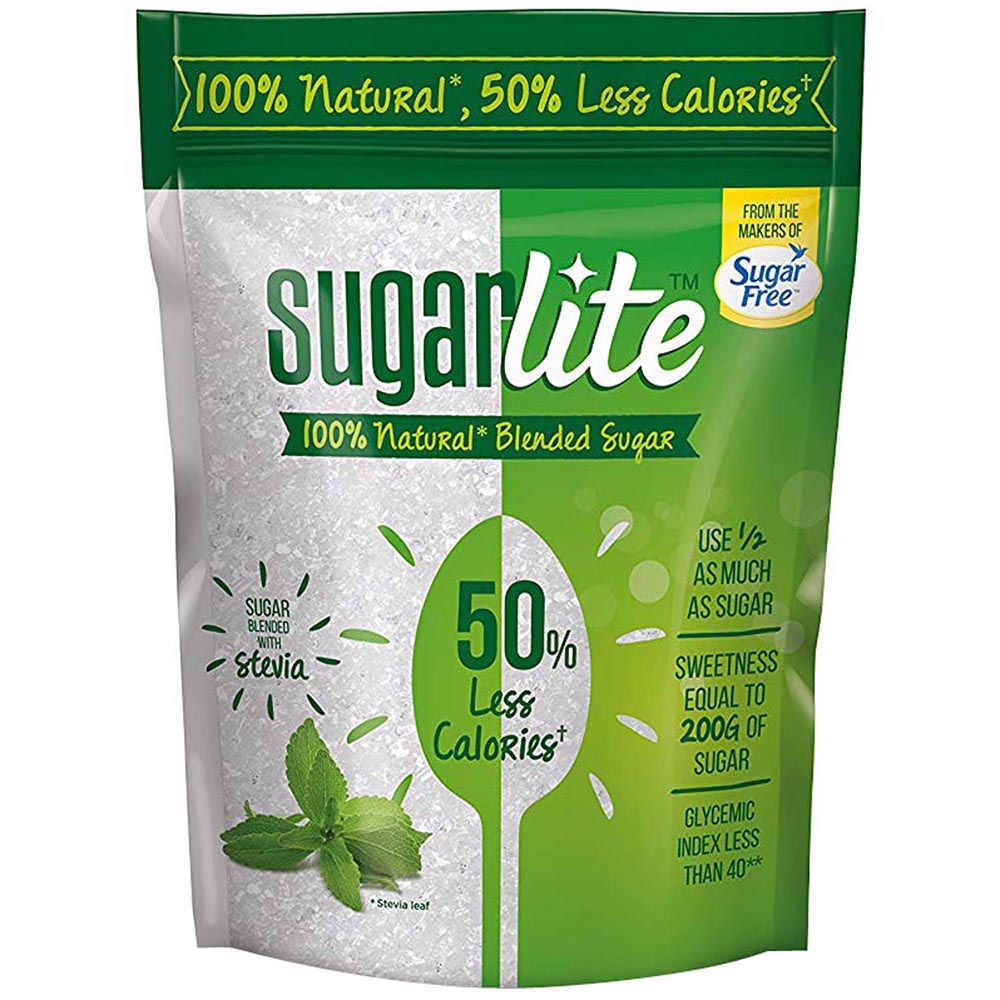 100% Natural*, 50% Less Calories†
FROM THE
MAKERS OF
Sugar
Free™
sugarlite™
100% Natural* Blended Sugar
SUGAR
BLENDED
WITH
Stevia
50%
Less
Calories†
USE 1/2
AS MUCH
AS SUGAR
SWEETNESS
EQUAL TO
200G OF
SUGAR
GLYCEMIC
INDEX LESS
THAN 40**
* Stevia leaf